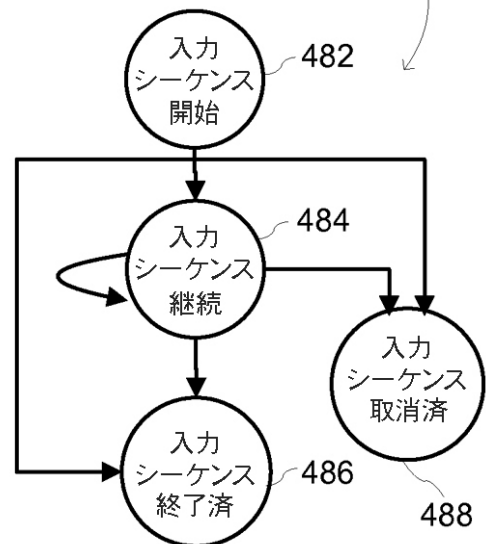 入力
シーケンス
開始
482
入力
シーケンス
継続
484
入力
シーケンス
取消済
488
入力
シーケンス
終了済
486